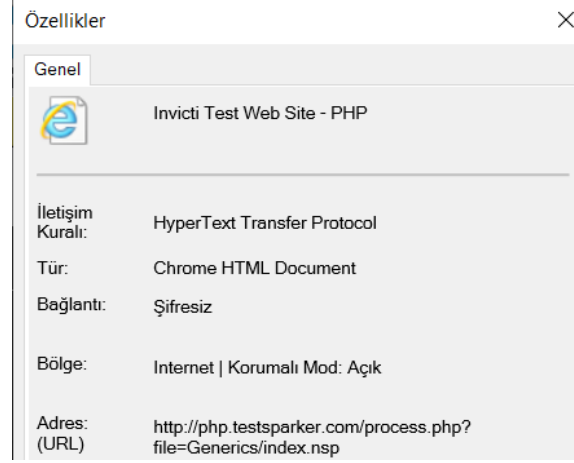 Özellikler
Genel
Invicti Test Web Site - PHP
İletişim
Kuralı:
HyperText Transfer Protocol
Tür:
Chrome HTML Document
Bağlantı:
Şifresiz
Bölge:
Internet | Korumalı Mod: Açık
Adres:
(URL)
http://php.testsparker.com/process.php?
file=Generics/index.nsp